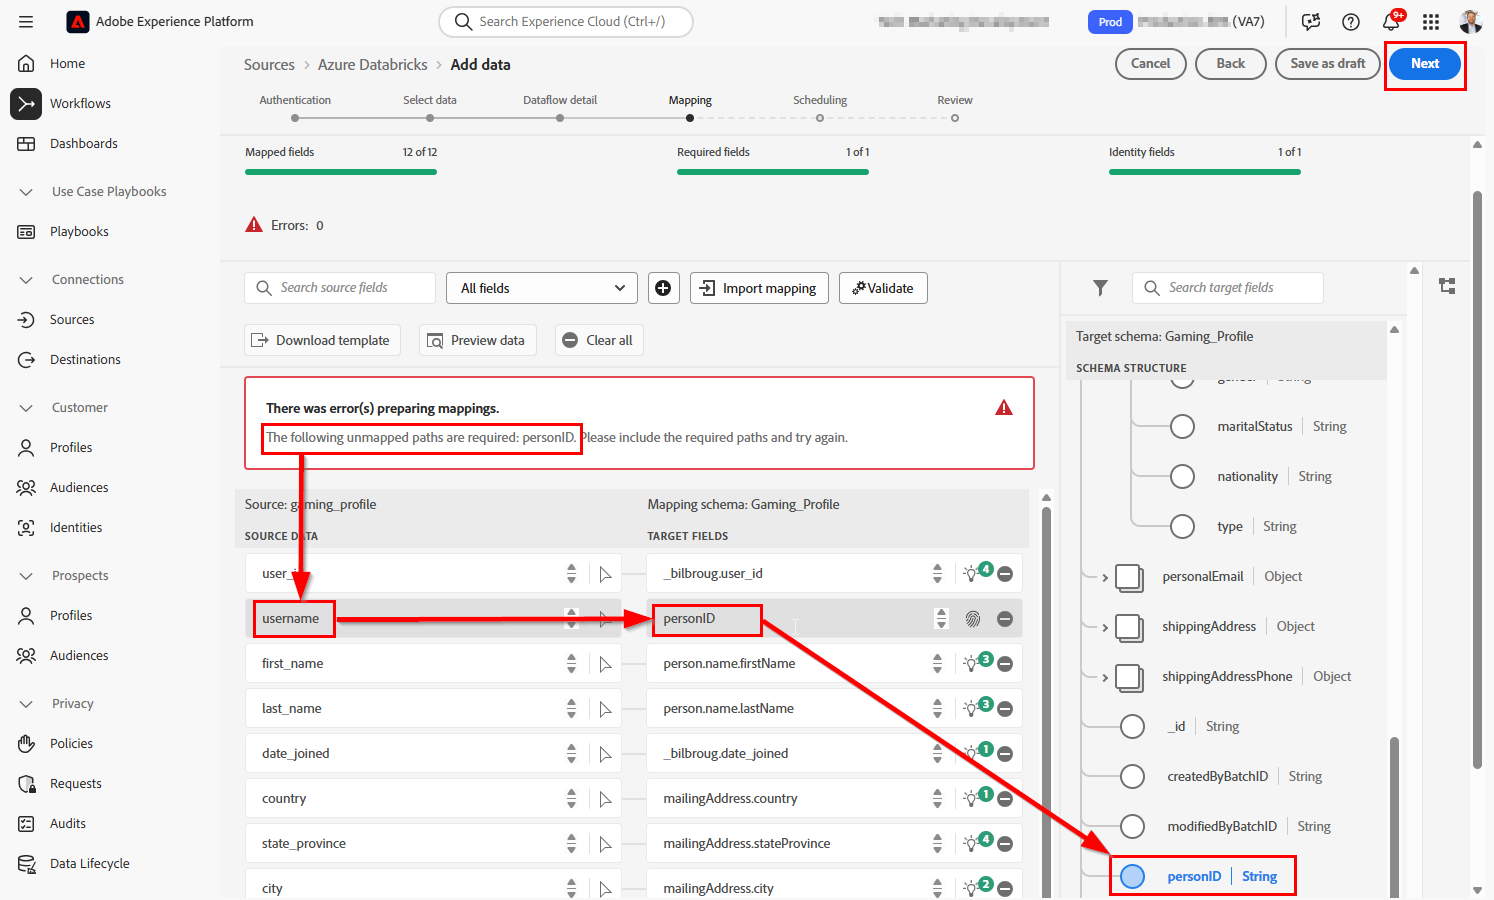 Adobe Experience Platform
Search Experience Cloud (Ctrl+/)
Prod
(VA7)
9+
Home
Workflows
Dashboards
Use Case Playbooks
Playbooks
Connections
Sources
Destinations
Customer
Profiles
Audiences
Identities
Prospects
Profiles
Audiences
Privacy
Policies
Requests
Audits
Data Lifecycle
Sources > Azure Databricks > Add data
Cancel
Back
Save as draft
Next
Authentication
Select data
Dataflow detail
Mapping
Scheduling
Review
Mapped fields 12 of 12
Required fields 1 of 1
Identity fields 1 of 1
Errors: 0
Search source fields
All fields
Import mapping
Validate
Download template
Preview data
Clear all
There was error(s) preparing mappings.
The following unmapped paths are required: personID. Please include the required paths and try again.
Source: gaming_profile
Mapping schema: Gaming_Profile
SOURCE DATA
TARGET FIELDS
_bilbroug.user_id 4
username
personID
first_name
person.name.firstName 3
last_name
person.name.lastName 3
date_joined
_bilbroug.date_joined 1
country
mailingAddress.country 1
state_province
mailingAddress.stateProvince 4
city
mailingAddress.city 2
Search target fields
Target schema: Gaming_Profile
SCHEMA STRUCTURE
maritalStatus String
nationality String
type String
personalEmail Object
shippingAddress Object
shippingAddressPhone Object
_id String
createdByBatchID String
modifiedByBatchID String
personID String